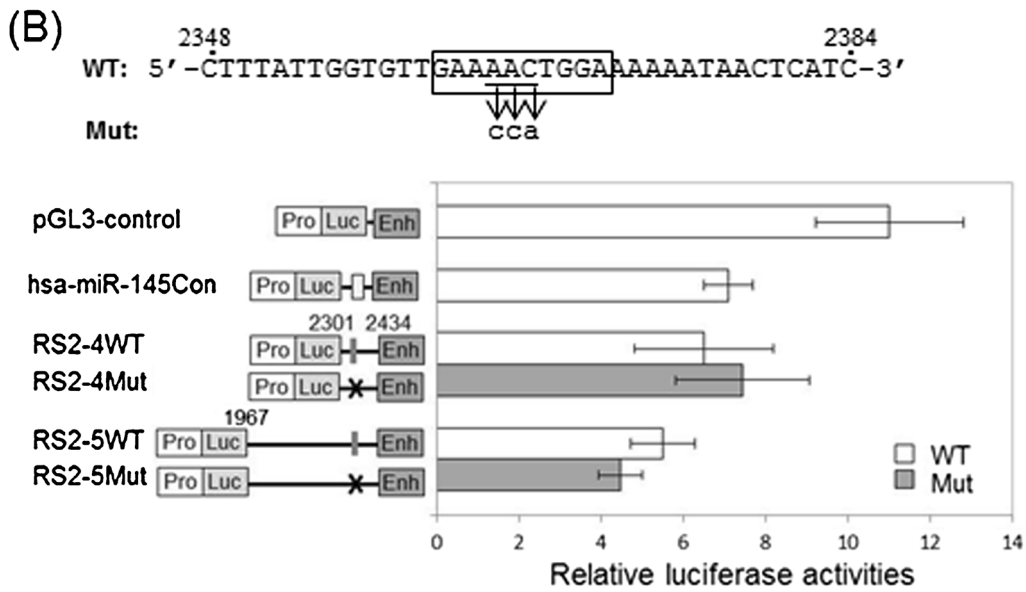 (B)
2348 2384
WT: 5'-CTTTATTGGTGTTGAAAACTGGAAAAAATAACTCATC-3'
Mut: cca
pGL3-control Pro Luc Enh
hsa-miR-145Con Pro Luc Enh
2301 2434
RS2-4WT Pro Luc Enh
RS2-4Mut Pro Luc Enh
1967
RS2-5WT Pro Luc Enh
RS2-5Mut Pro Luc Enh
WT
Mut
0 2 4 6 8 10 12 14
Relative luciferase activities